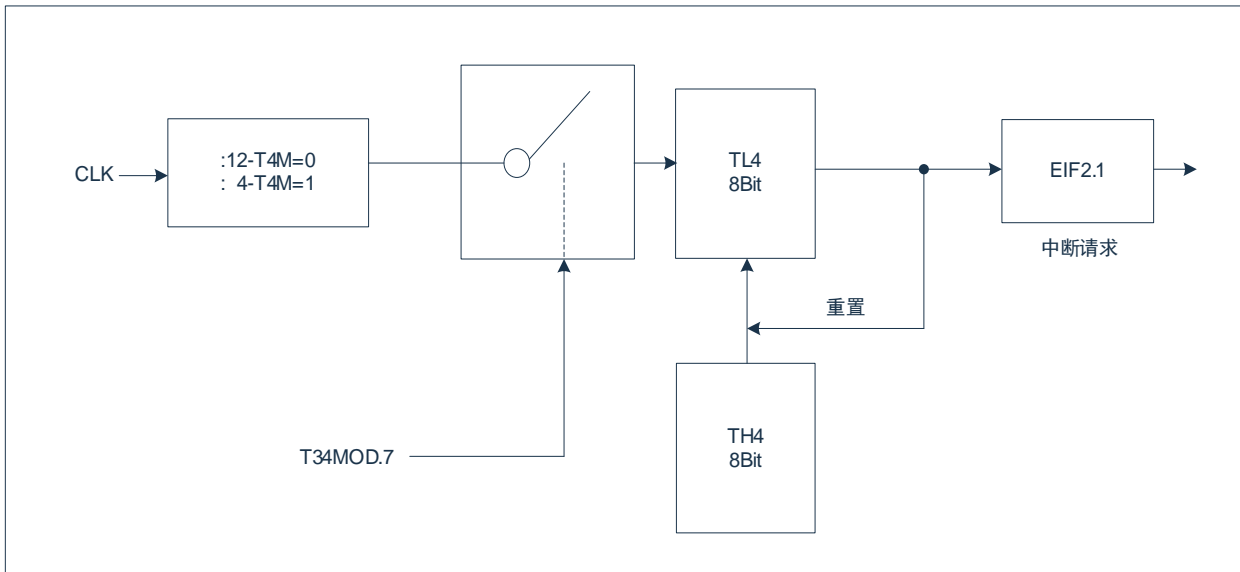 CLK
:12-T4M=0
: 4-T4M=1
TL4
8Bit
EIF2.1
中断请求
重置
TH4
8Bit
T34MOD.7